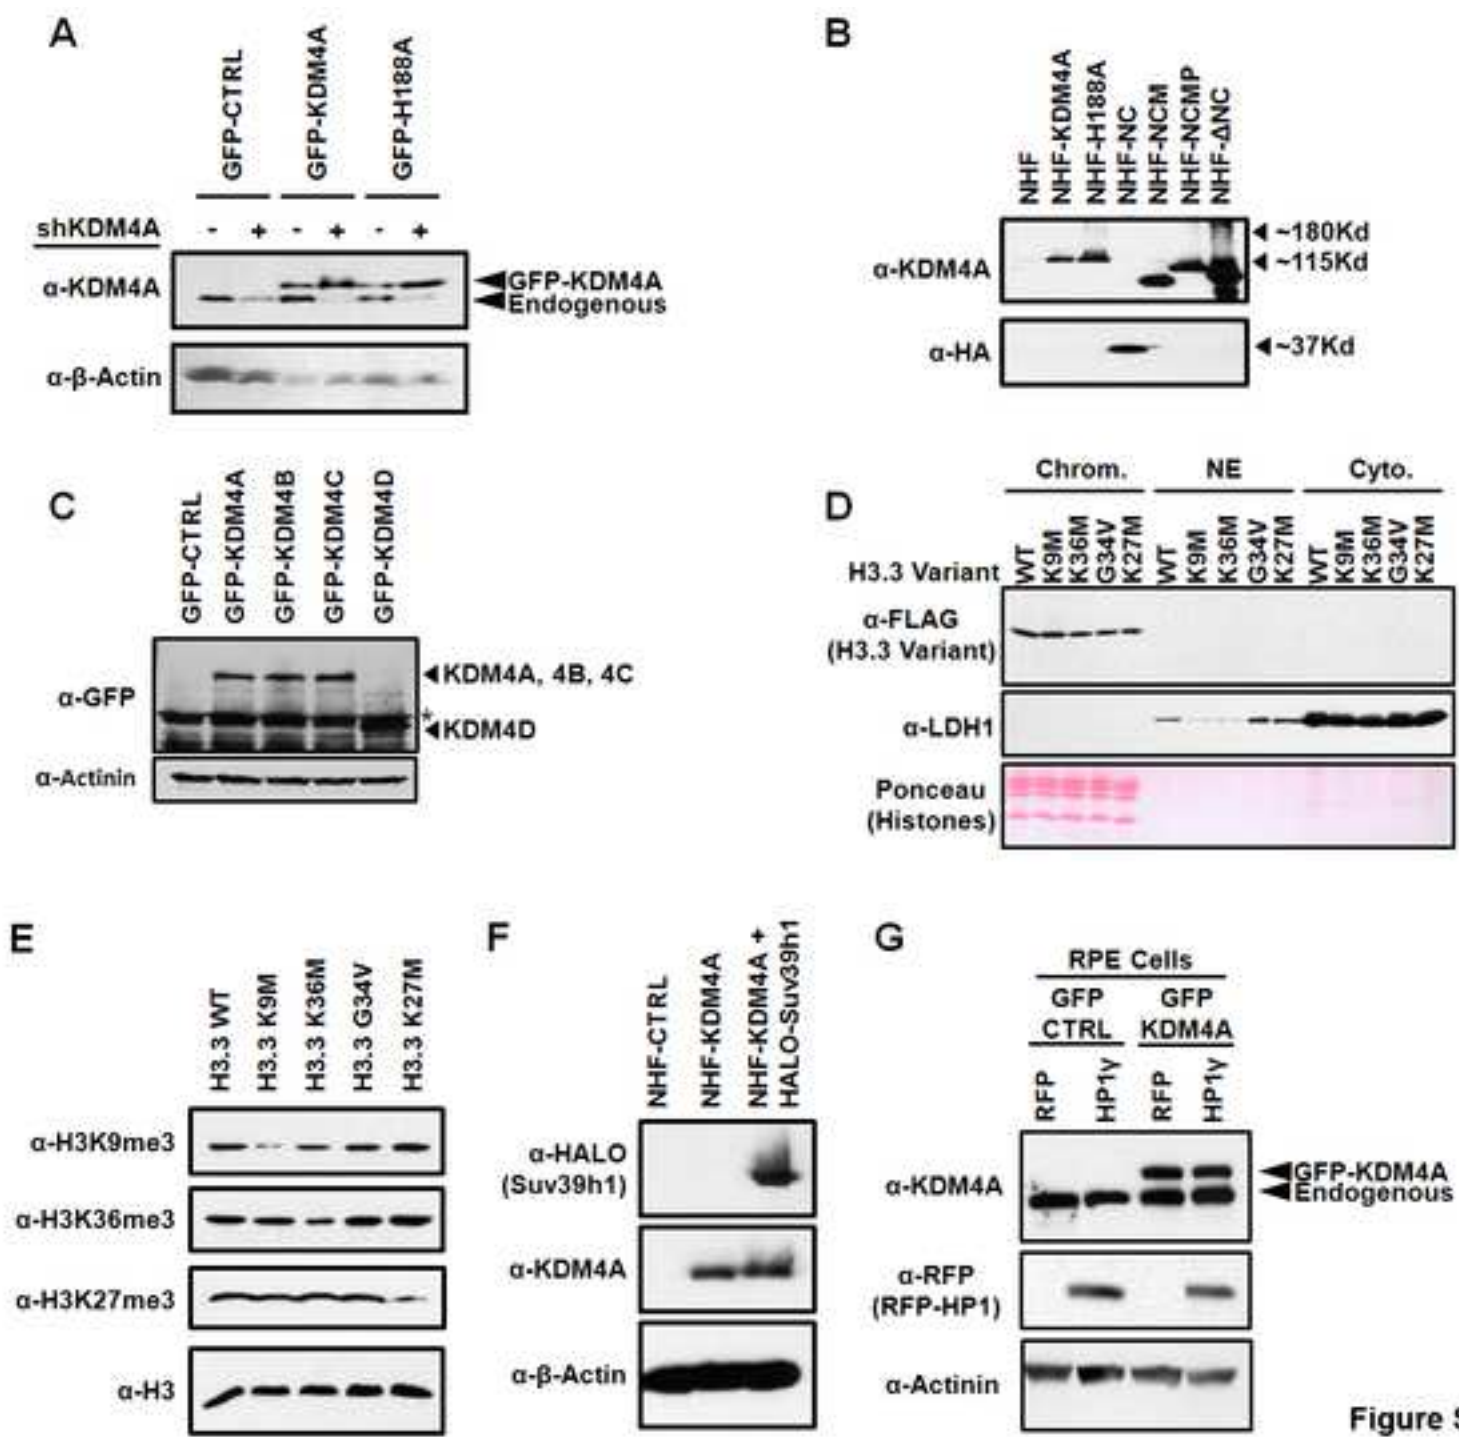 A
GFP-CTRL
GFP-KDM4A
GFP-H188A
shKDM4A - + - + - +
α-KDM4A
GFP-KDM4A
Endogenous
α-β-Actin
B
NHF
NHF-KDM4A
NHF-H188A
NHF-NC
NHF-NCM
NHF-NCMP
NHF-ΔNC
α-KDM4A
~180Kd
~115Kd
α-HA
~37Kd
C
GFP-CTRL
GFP-KDM4A
GFP-KDM4B
GFP-KDM4C
GFP-KDM4D
α-GFP
KDM4A, 4B, 4C
*
KDM4D
α-Actinin
D
Chrom. NE Cyto.
H3.3 Variant WT K9M K36M G34V K27M WT K9M K36M G34V K27M WT K9M K36M G34V K27M
α-FLAG
(H3.3 Variant)
α-LDH1
Ponceau
(Histones)
E
H3.3 WT
H3.3 K9M
H3.3 K36M
H3.3 G34V
H3.3 K27M
α-H3K9me3
α-H3K36me3
α-H3K27me3
α-H3
F
NHF-CTRL
NHF-KDM4A
NHF-KDM4A +
HALO-Suv39h1
α-HALO
(Suv39h1)
α-KDM4A
α-β-Actin
G
RPE Cells
GFP
CTRL
GFP
KDM4A
RFP
HP1γ
RFP
HP1γ
α-KDM4A
GFP-KDM4A
Endogenous
α-RFP
(RFP-HP1)
α-Actinin
Figure S